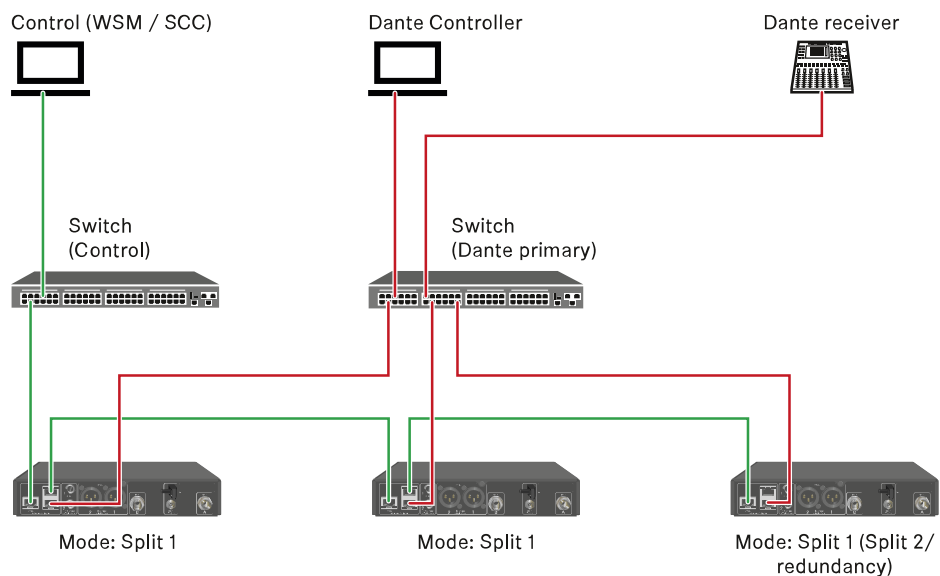 Control (WSM / SCC)
Dante Controller
Dante receiver
Switch
(Control)
Switch
(Dante primary)
Mode: Split 1
Mode: Split 1
Mode: Split 1 (Split 2/
redundancy)